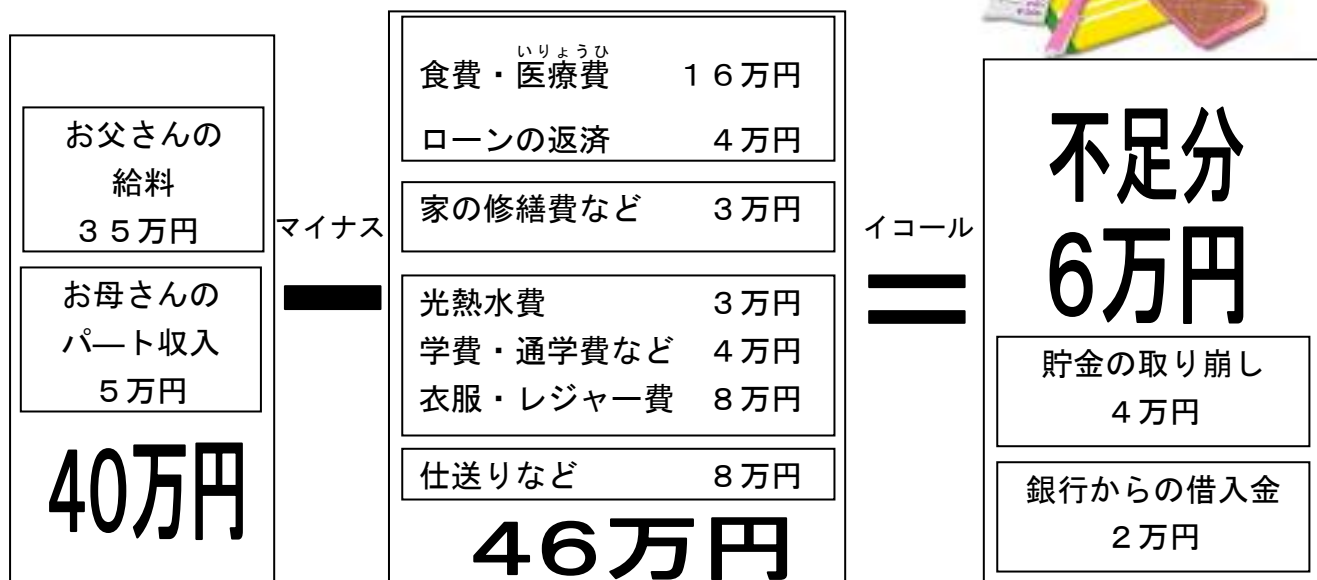 お父さんの
給料
３５万円
お母さんの
パート収入
５万円
40万円
マイナス
－
いりょうひ
食費・医療費　１６万円
ローンの返済　４万円
家の修繕費など　３万円
光熱水費　３万円
学費・通学費など　４万円
衣服・レジャー費　８万円
仕送りなど　８万円
４６万円
イコール
＝
不足分
6万円
貯金の取り崩し
４万円
銀行からの借入金
２万円